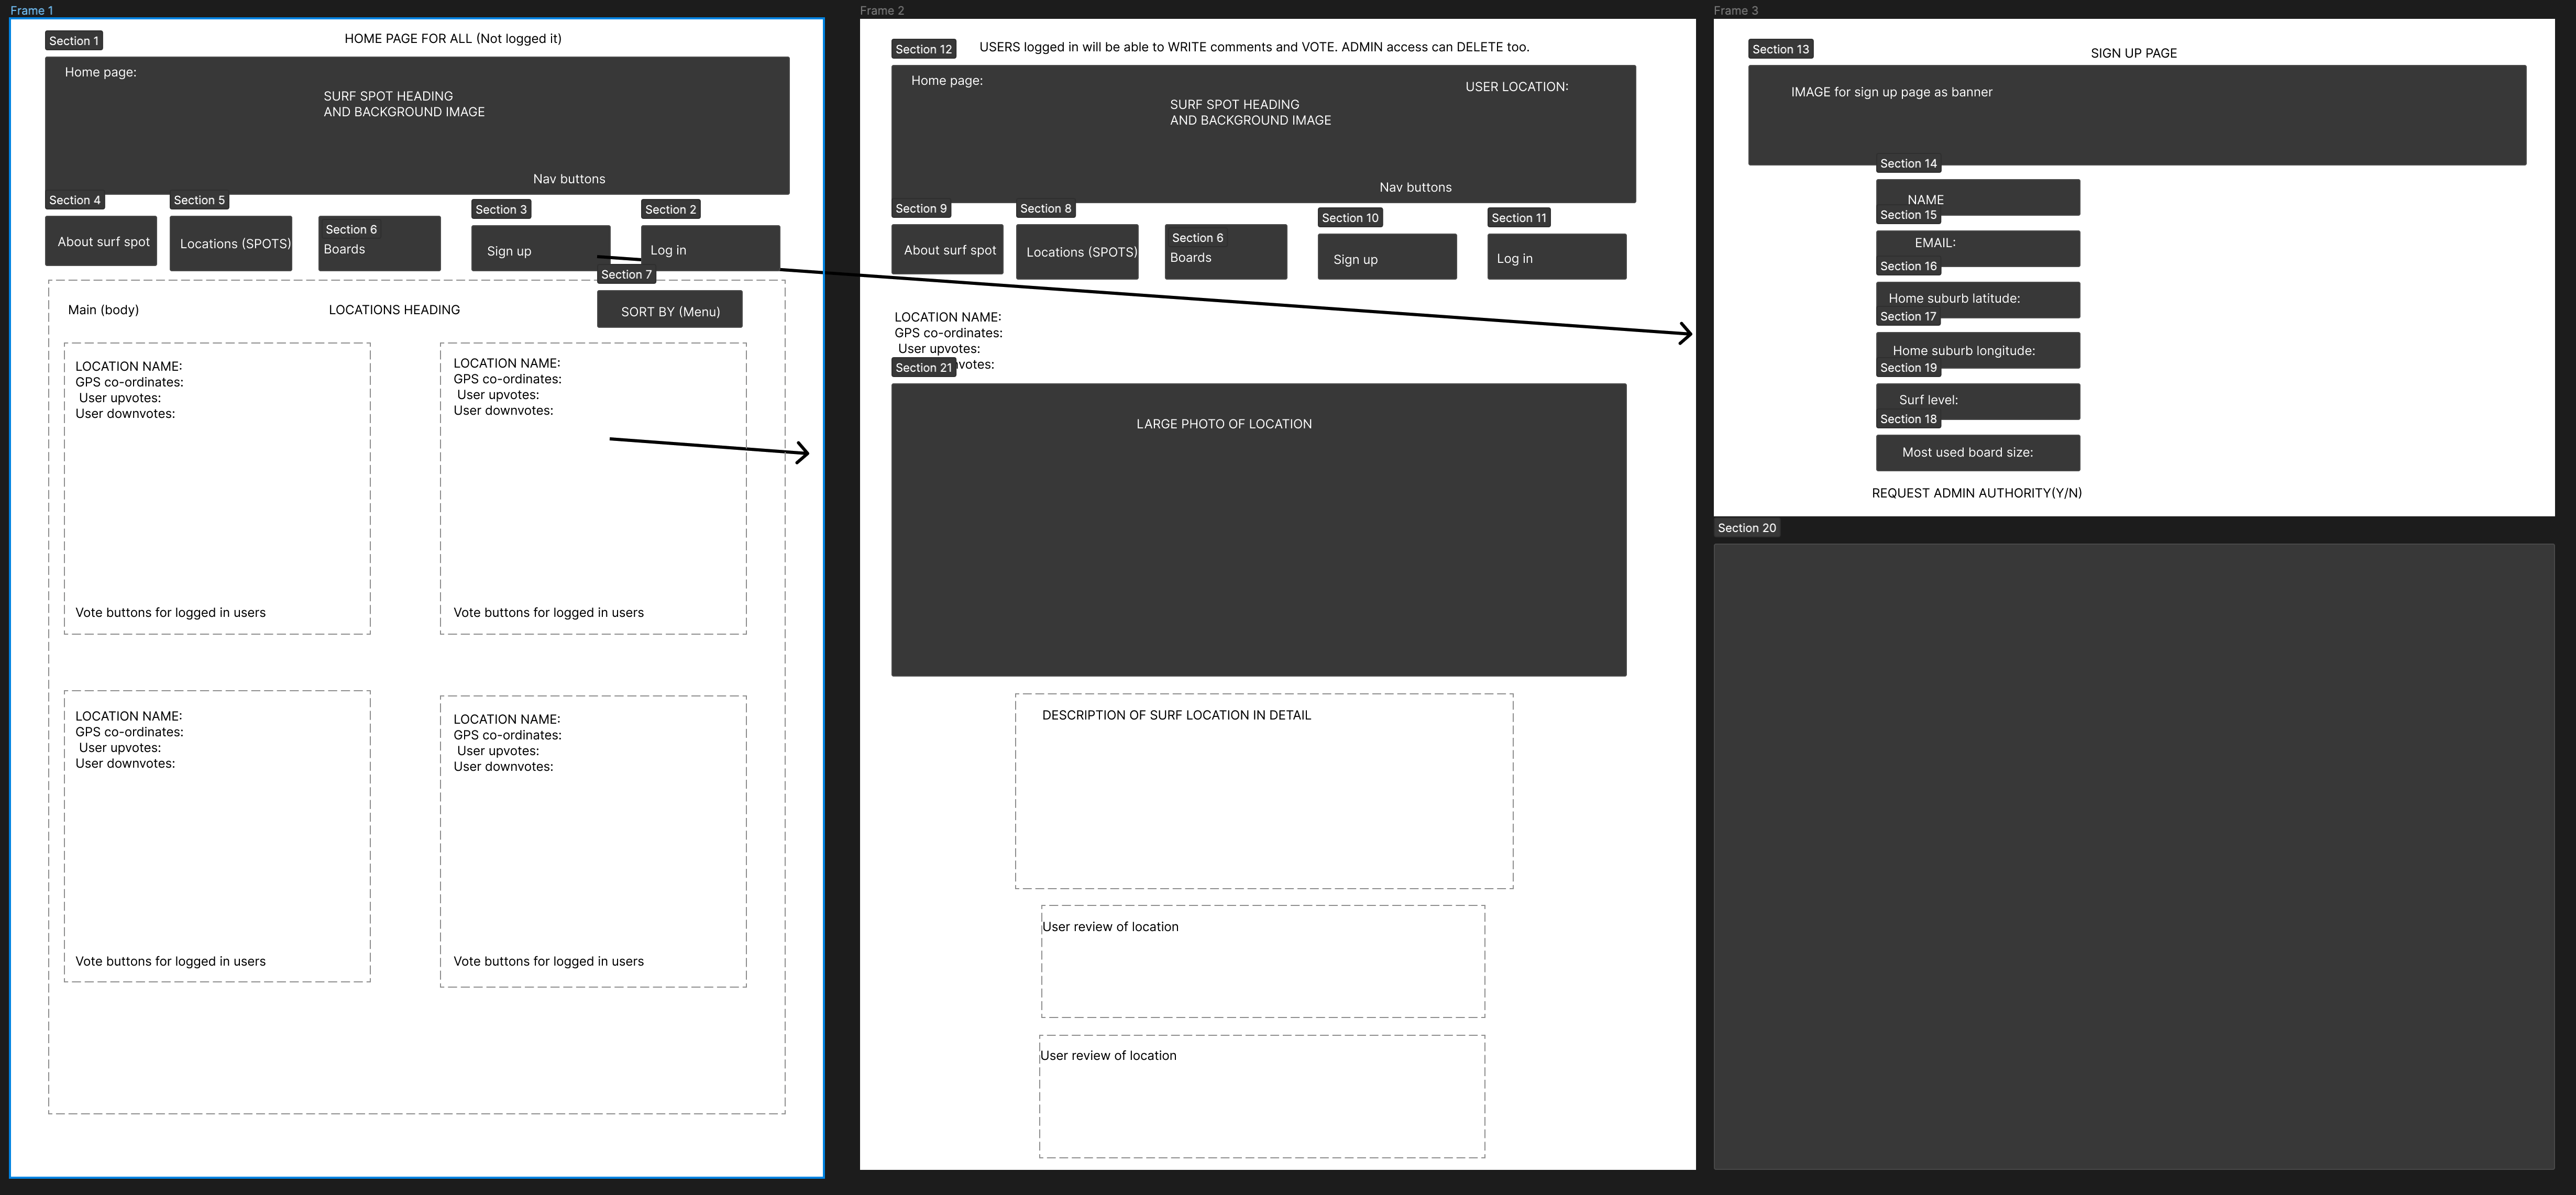 Frame 1
Section 1
HOME PAGE FOR ALL (Not logged it)
Home page:
SURF SPOT HEADING
AND BACKGROUND IMAGE
Nav buttons
Section 4
Section 5
Section 3
Section 2
About surf spot
Locations (SPOTS)
Section 6
Boards
Sign up
Log in
Section 7
Main (body)
LOCATIONS HEADING
SORT BY (Menu)
LOCATION NAME:
GPS co-ordinates:
User upvotes:
User downvotes:
Vote buttons for logged in users
LOCATION NAME:
GPS co-ordinates:
User upvotes:
User downvotes:
Vote buttons for logged in users
LOCATION NAME:
GPS co-ordinates:
User upvotes:
User downvotes:
Vote buttons for logged in users
LOCATION NAME:
GPS co-ordinates:
User upvotes:
User downvotes:
Vote buttons for logged in users
Frame 2
Section 12
USERS logged in will be able to WRITE comments and VOTE. ADMIN access can DELETE too.
Home page:
USER LOCATION:
SURF SPOT HEADING
AND BACKGROUND IMAGE
Nav buttons
Section 9
Section 8
Section 10
Section 11
About surf spot
Locations (SPOTS)
Section 6
Boards
Sign up
Log in
LOCATION NAME:
GPS co-ordinates:
User upvotes:
Section 21
LARGE PHOTO OF LOCATION
DESCRIPTION OF SURF LOCATION IN DETAIL
User review of location
User review of location
Frame 3
Section 13
SIGN UP PAGE
IMAGE for sign up page as banner
Section 14
NAME
Section 15
EMAIL:
Section 16
Home suburb latitude:
Section 17
Home suburb longitude:
Section 19
Surf level:
Section 18
Most used board size:
REQUEST ADMIN AUTHORITY(Y/N)
Section 20